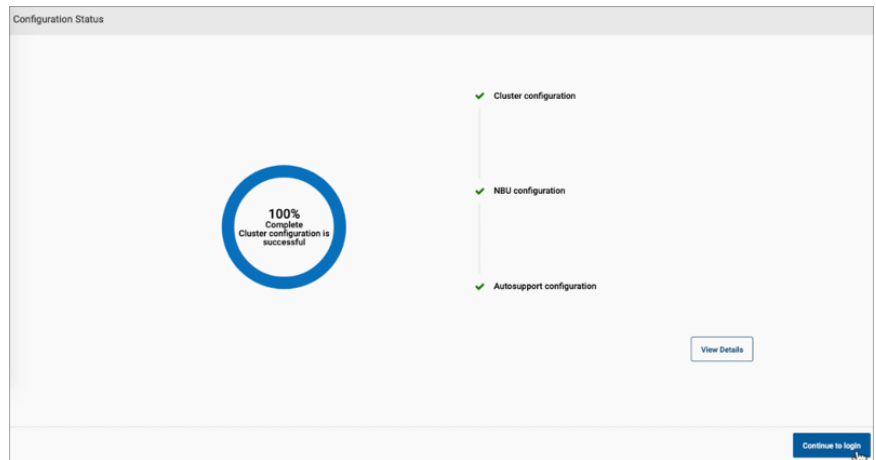 Configuration Status
Cluster configuration
100%
Complete
Cluster configuration is
successful
NBU configuration
Autosupport configuration
View Details
Continue to login